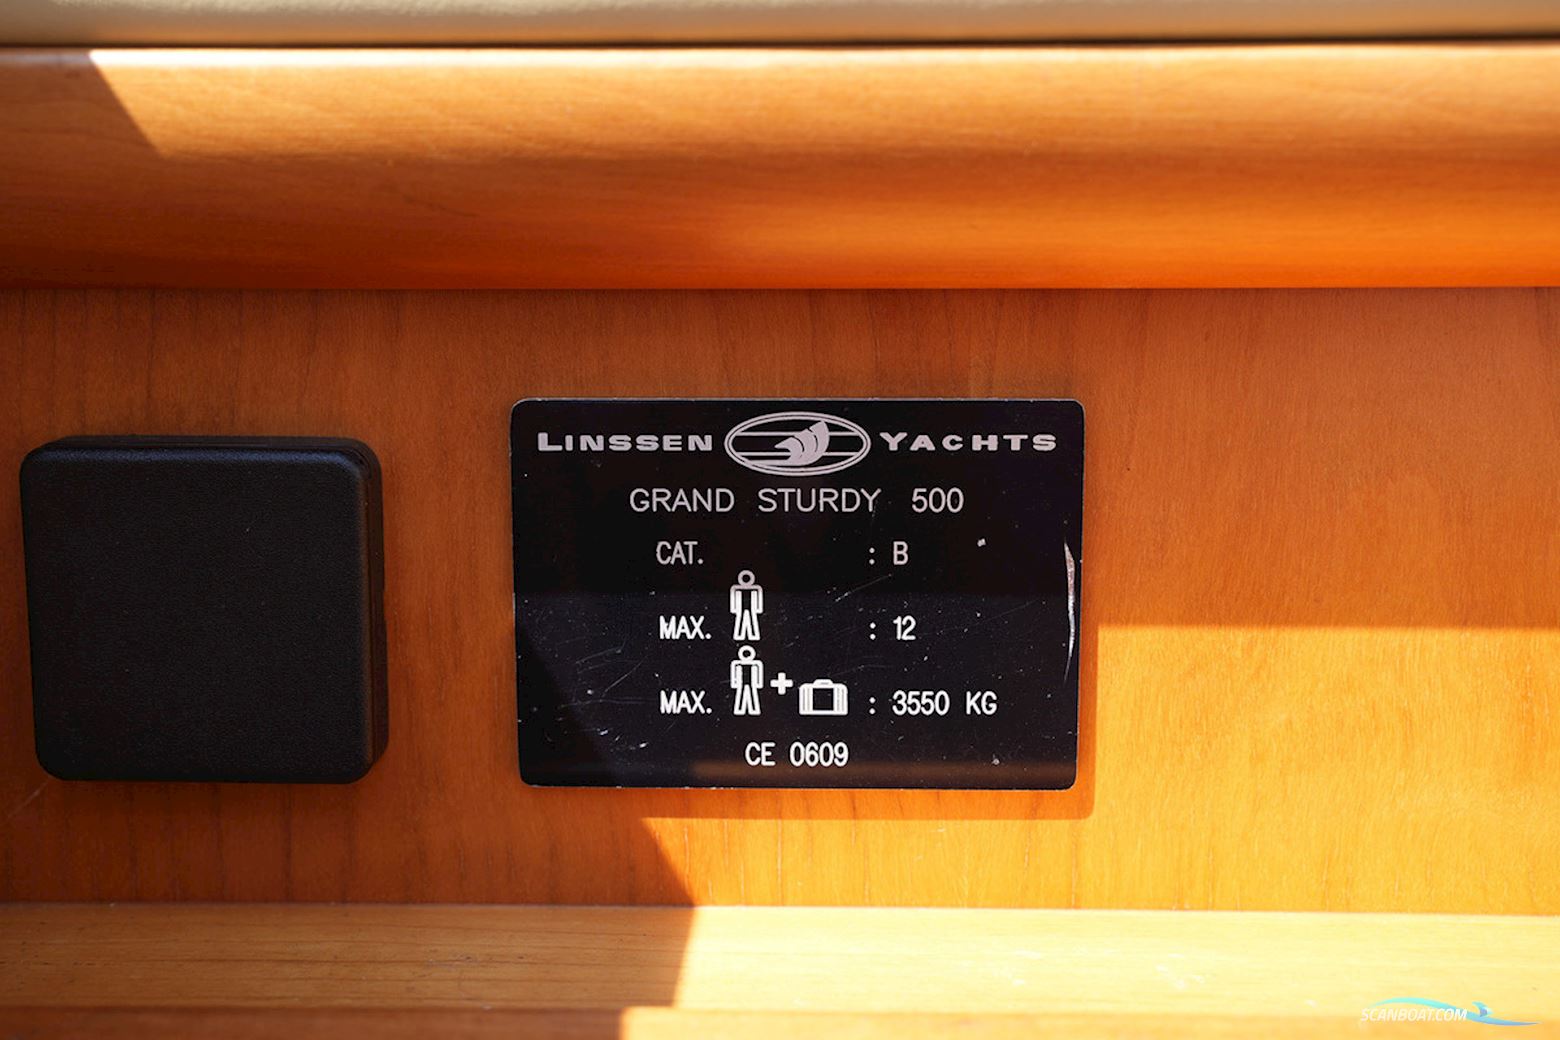 LINSSEN YACHTS
GRAND STURDY 500
CAT. : B
MAX. : 12
MAX. + : 3550 KG
CE 0609
SCANBOAT.COM